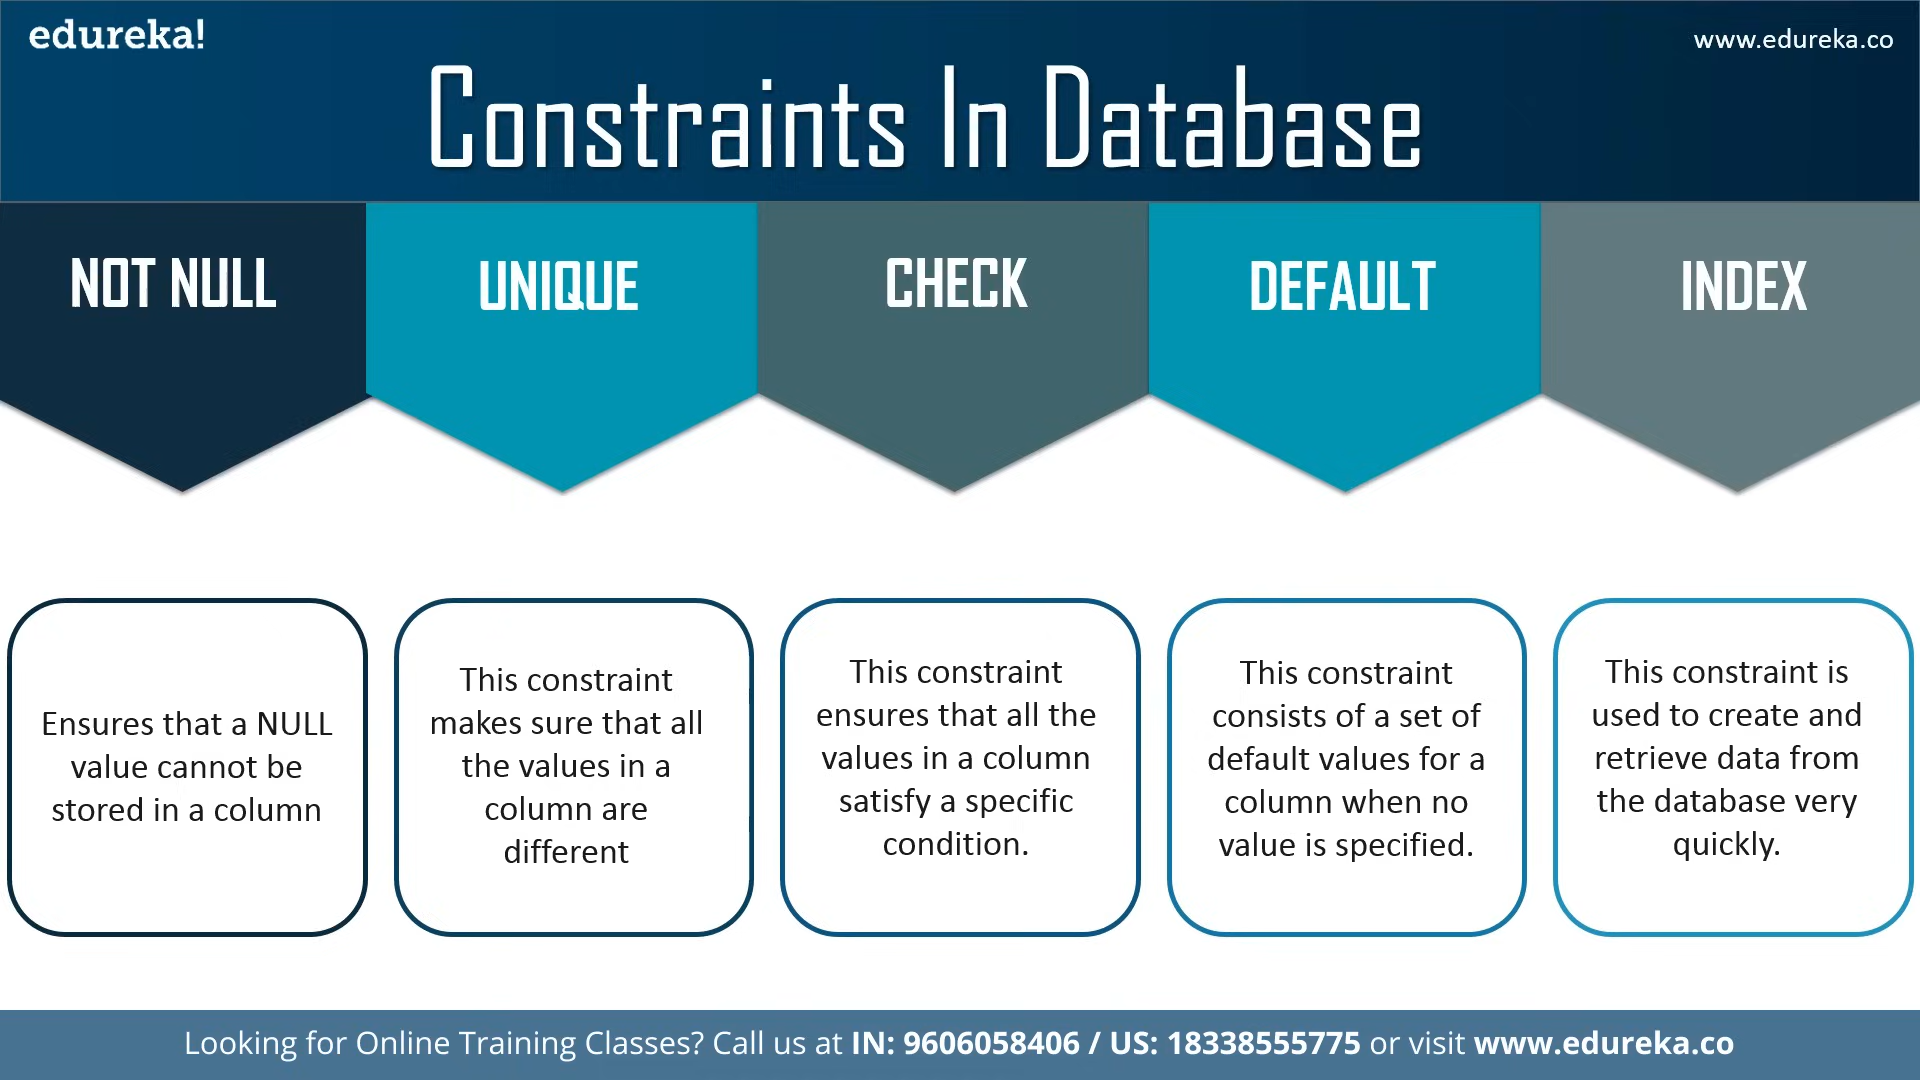 edureka!
www.edureka.co
Constraints In Database
NOT NULL
UNIQUE
CHECK
DEFAULT
INDEX
Ensures that a NULL
value cannot be
stored in a column
This constraint
makes sure that all
the values in a
column are
different
This constraint
ensures that all the
values in a column
satisfy a specific
condition.
This constraint
consists of a set of
default values for a
column when no
value is specified.
This constraint is
used to create and
retrieve data from
the database very
quickly.
Looking for Online Training Classes? Call us at IN: 9606058406 / US: 18338555775 or visit www.edureka.co